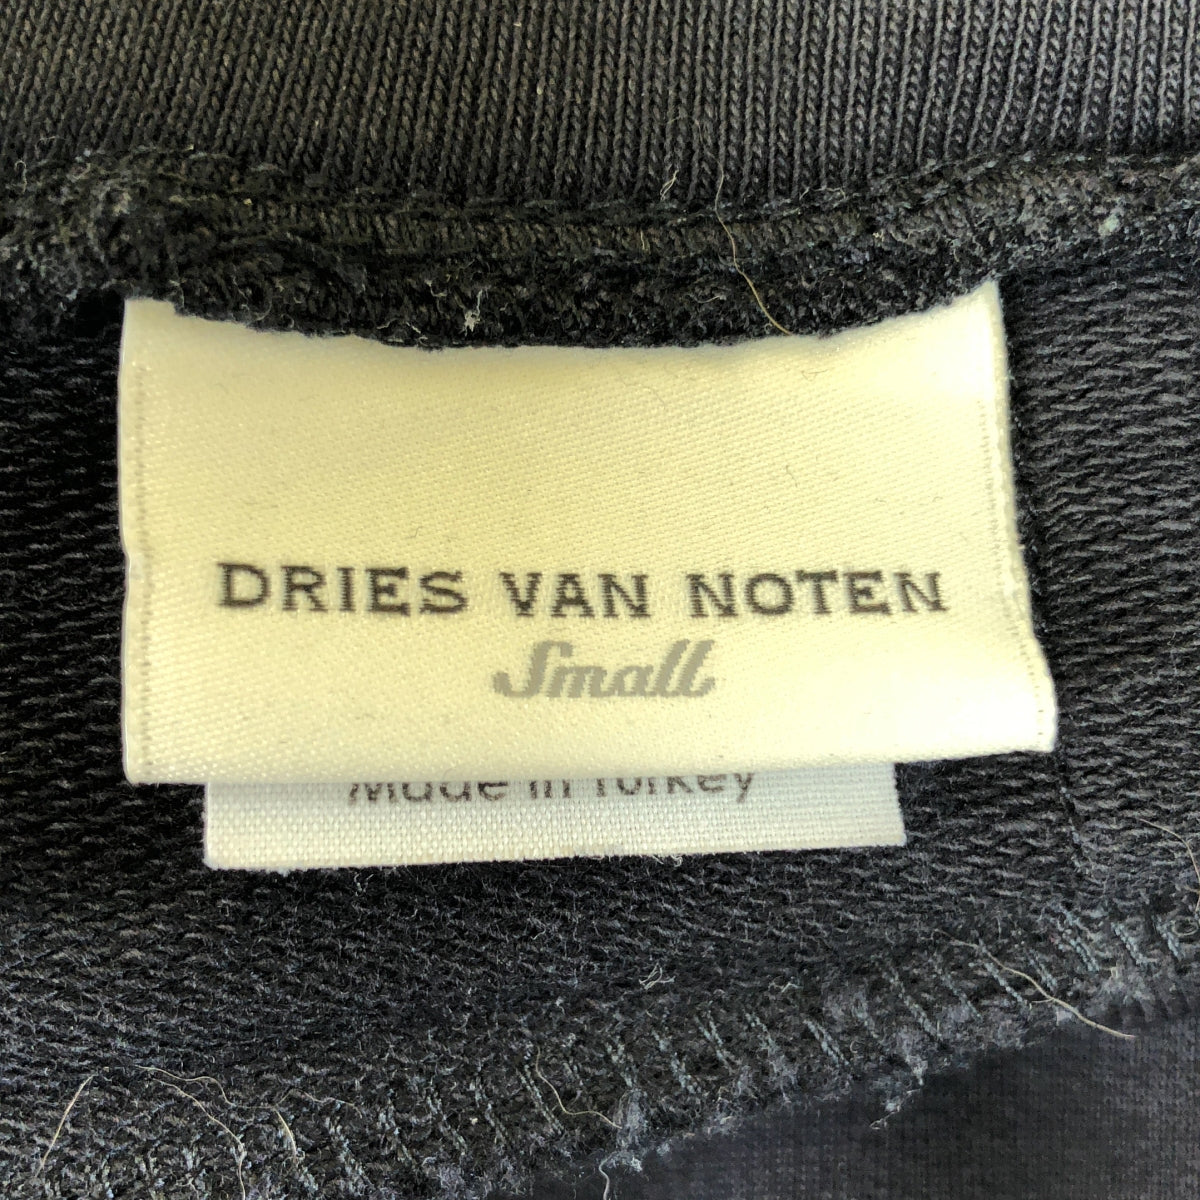 DRIES VAN NOTEN
Small
Made in Turkey